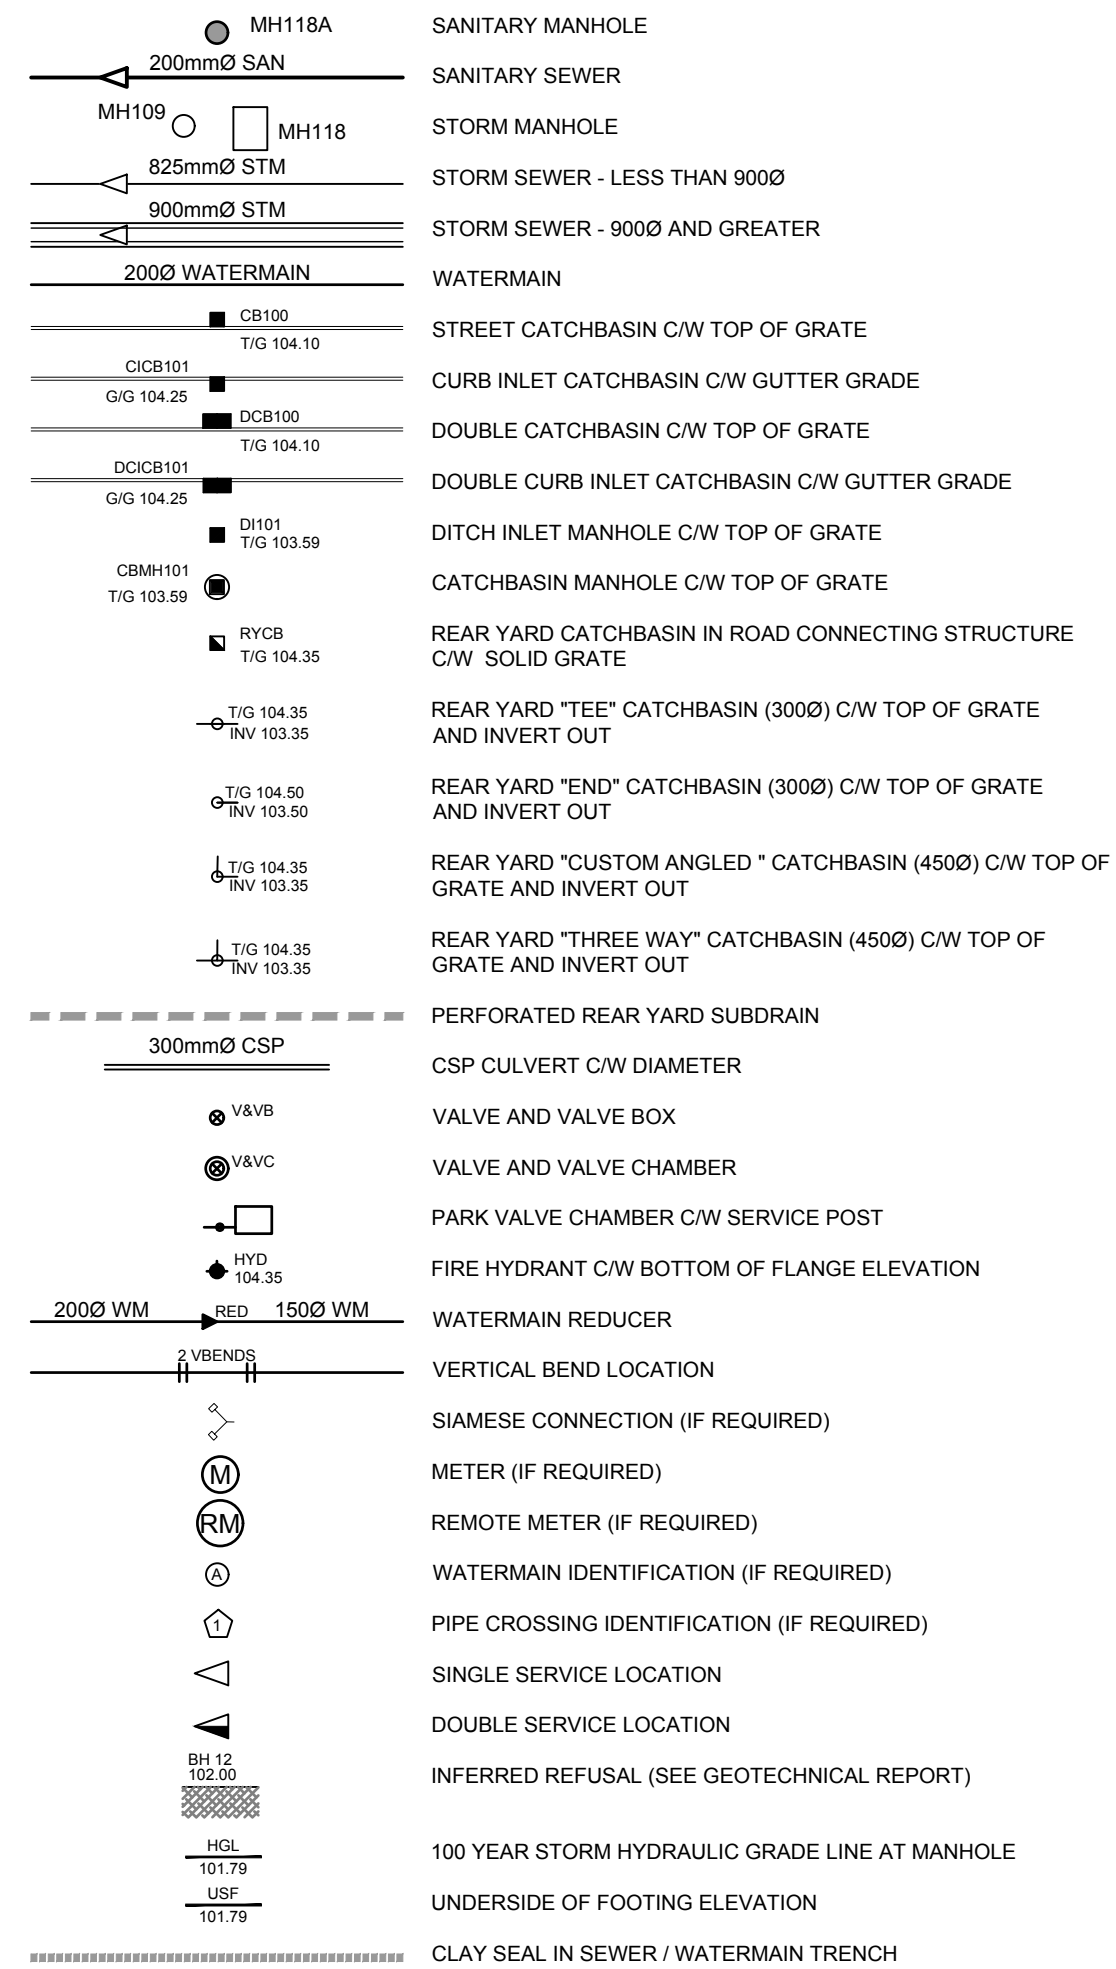 MH118A SANITARY MANHOLE
200mmØ SAN SANITARY SEWER
MH109 MH118 STORM MANHOLE
825mmØ STM STORM SEWER - LESS THAN 900Ø
900mmØ STM STORM SEWER - 900Ø AND GREATER
200Ø WATERMAIN WATERMAIN
CB100
T/G 104.10
STREET CATCHBASIN C/W TOP OF GRATE
CICB101
G/G 104.25
CURB INLET CATCHBASIN C/W GUTTER GRADE
DCB100
T/G 104.10
DOUBLE CATCHBASIN C/W TOP OF GRATE
DCICB101
G/G 104.25
DOUBLE CURB INLET CATCHBASIN C/W GUTTER GRADE
DI101
T/G 103.59
DITCH INLET MANHOLE C/W TOP OF GRATE
CBMH101
T/G 103.59
CATCHBASIN MANHOLE C/W TOP OF GRATE
RYCB
T/G 104.35
REAR YARD CATCHBASIN IN ROAD CONNECTING STRUCTURE
C/W SOLID GRATE
T/G 104.35
INV 103.35
REAR YARD "TEE" CATCHBASIN (300Ø) C/W TOP OF GRATE
AND INVERT OUT
T/G 104.50
INV 103.50
REAR YARD "END" CATCHBASIN (300Ø) C/W TOP OF GRATE
AND INVERT OUT
T/G 104.35
INV 103.35
REAR YARD "CUSTOM ANGLED " CATCHBASIN (450Ø) C/W TOP OF
GRATE AND INVERT OUT
T/G 104.35
INV 103.35
REAR YARD "THREE WAY" CATCHBASIN (450Ø) C/W TOP OF
GRATE AND INVERT OUT
PERFORATED REAR YARD SUBDRAIN
300mmØ CSP CSP CULVERT C/W DIAMETER
V&VB VALVE AND VALVE BOX
V&VC VALVE AND VALVE CHAMBER
PARK VALVE CHAMBER C/W SERVICE POST
HYD
104.35
FIRE HYDRANT C/W BOTTOM OF FLANGE ELEVATION
200Ø WM RED 150Ø WM WATERMAIN REDUCER
2 VBENDS VERTICAL BEND LOCATION
SIAMESE CONNECTION (IF REQUIRED)
M METER (IF REQUIRED)
RM REMOTE METER (IF REQUIRED)
A WATERMAIN IDENTIFICATION (IF REQUIRED)
1 PIPE CROSSING IDENTIFICATION (IF REQUIRED)
SINGLE SERVICE LOCATION
DOUBLE SERVICE LOCATION
BH 12
102.00
INFERRED REFUSAL (SEE GEOTECHNICAL REPORT)
HGL
101.79
100 YEAR STORM HYDRAULIC GRADE LINE AT MANHOLE
USF
101.79
UNDERSIDE OF FOOTING ELEVATION
CLAY SEAL IN SEWER / WATERMAIN TRENCH